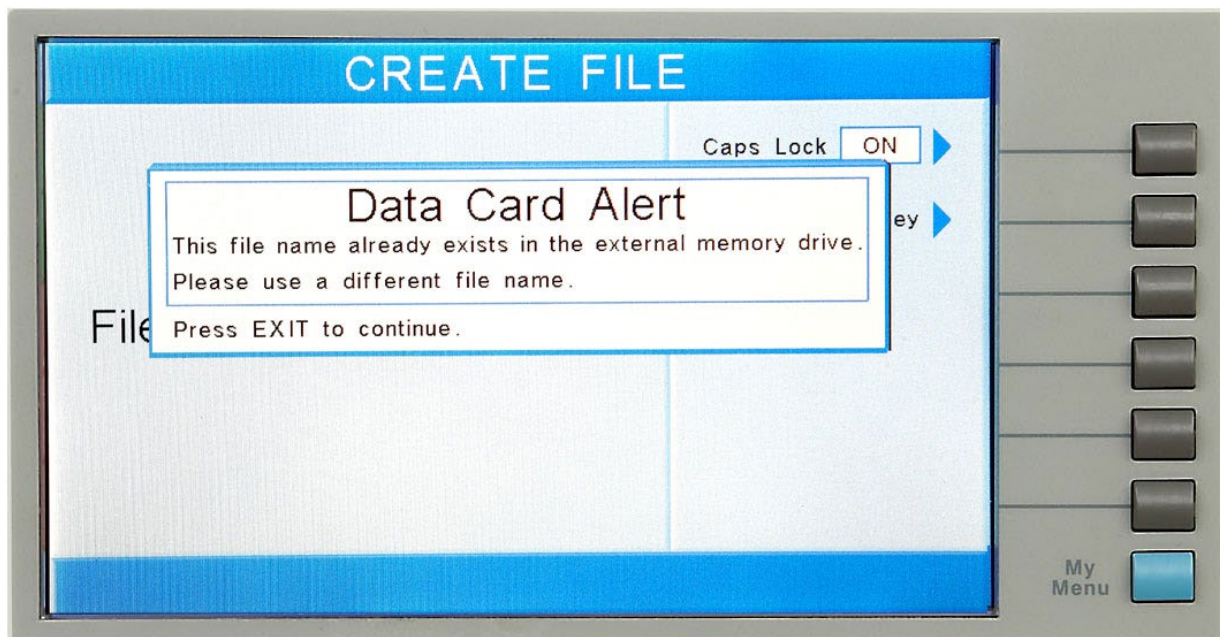 CREATE FILE
Caps Lock ON
Data Card Alert
This file name already exists in the external memory drive.
Please use a different file name.
Press EXIT to continue.
My
Menu